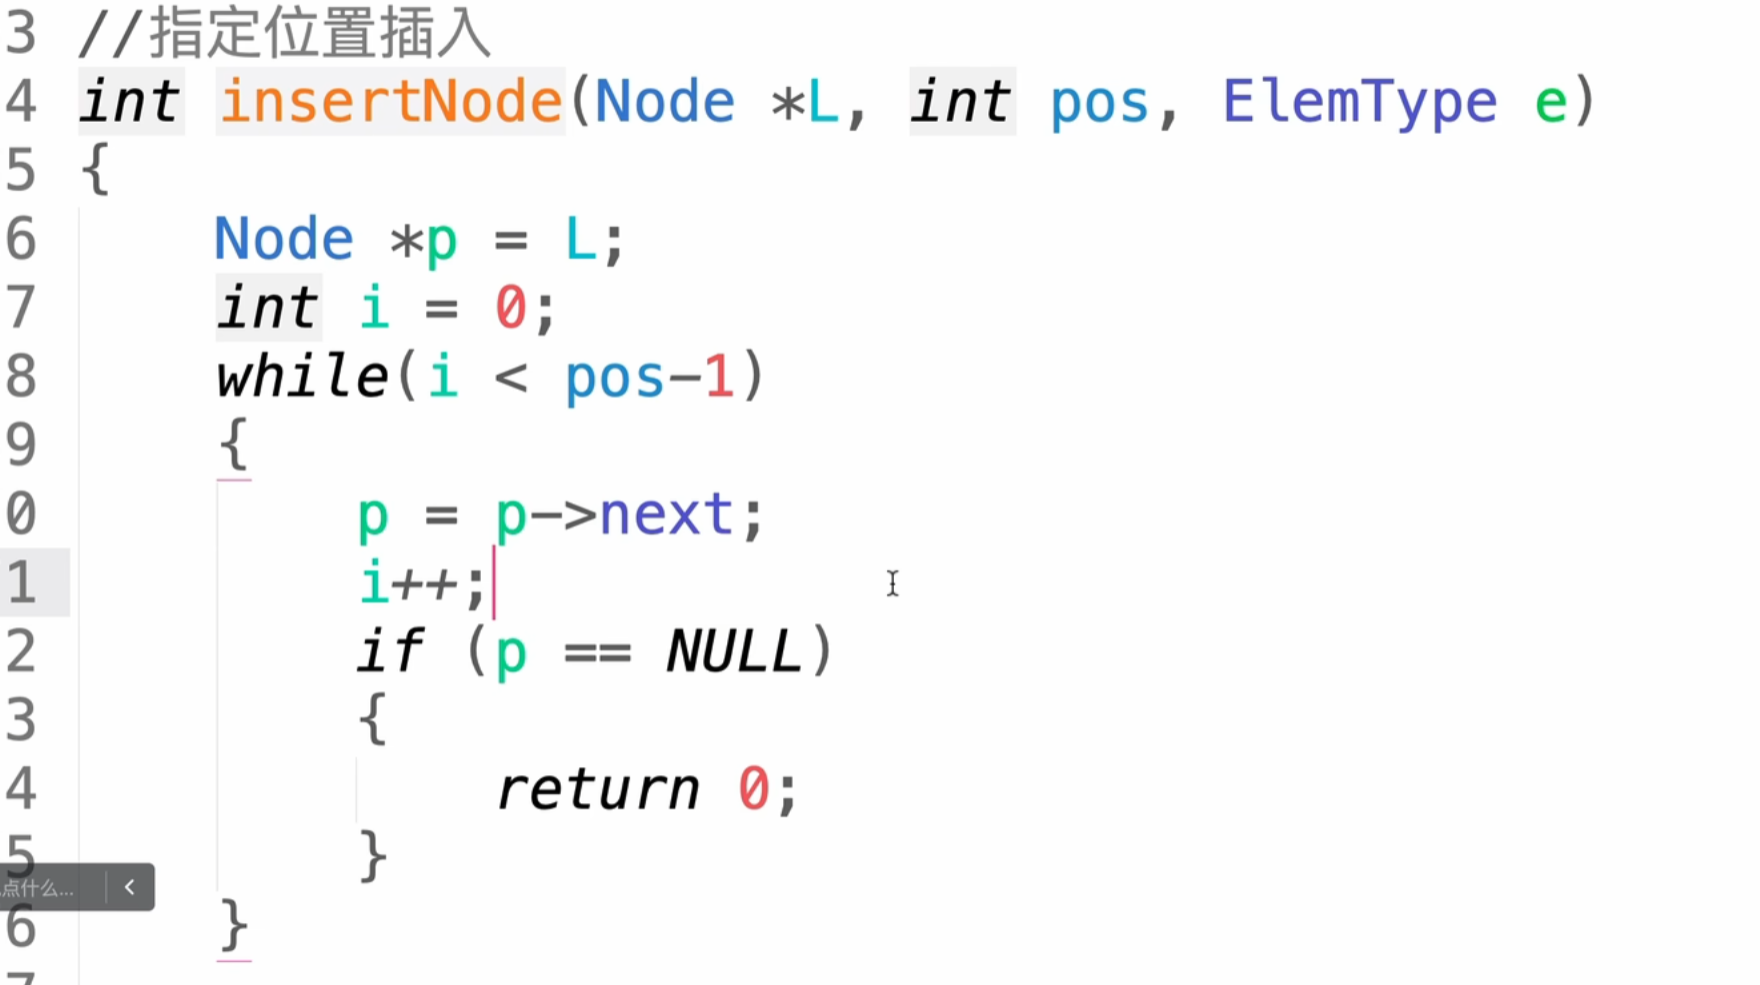 3 //指定位置插入
4 int insertNode(Node *L, int pos, ElemType e)
5 {
6 Node *p = L;
7 int i = 0;
8 while(i < pos-1)
9 {
0 p = p->next;
1 i++;
2 if (p == NULL)
3 {
4 return 0;
5 }
点什么...
6 }
7